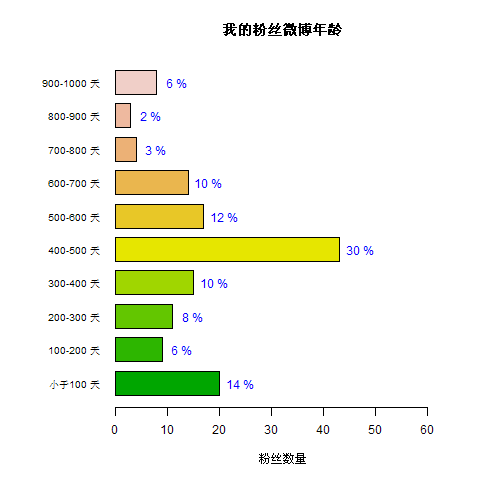 我的粉丝微博年龄
900-1000 天 6 %
800-900 天 2 %
700-800 天 3 %
600-700 天 10 %
500-600 天 12 %
400-500 天 30 %
300-400 天 10 %
200-300 天 8 %
100-200 天 6 %
小于100 天 14 %
0 10 20 30 40 50 60
粉丝数量